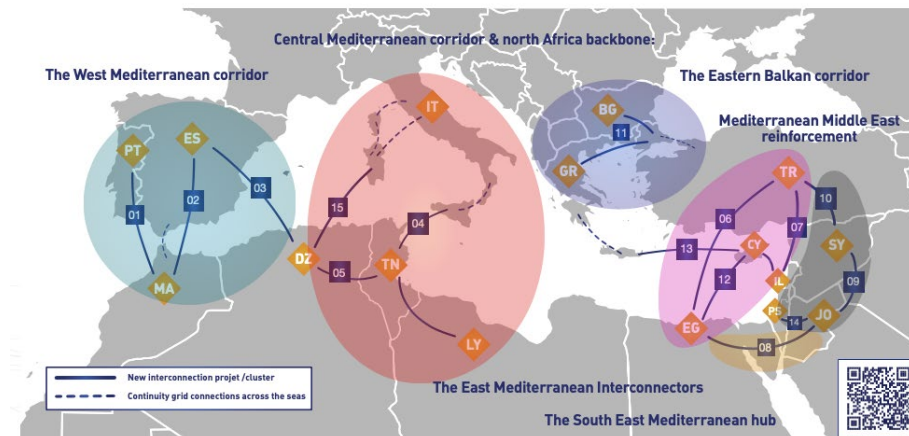 Central Mediterranean corridor & north Africa backbone:
The West Mediterranean corridor
The Eastern Balkan corridor
Mediterranean Middle East
reinforcement
IT
BG
11
ES
PT
GR
TR
03
02
01
15
04
06
10
07
CY
SY
13
DZ
TN
05
MA
12
IL
09
PS
14
JO
EG
LY
08
New interconnection projet /cluster
Continuity grid connections across the seas
The East Mediterranean Interconnectors
The South East Mediterranean hub